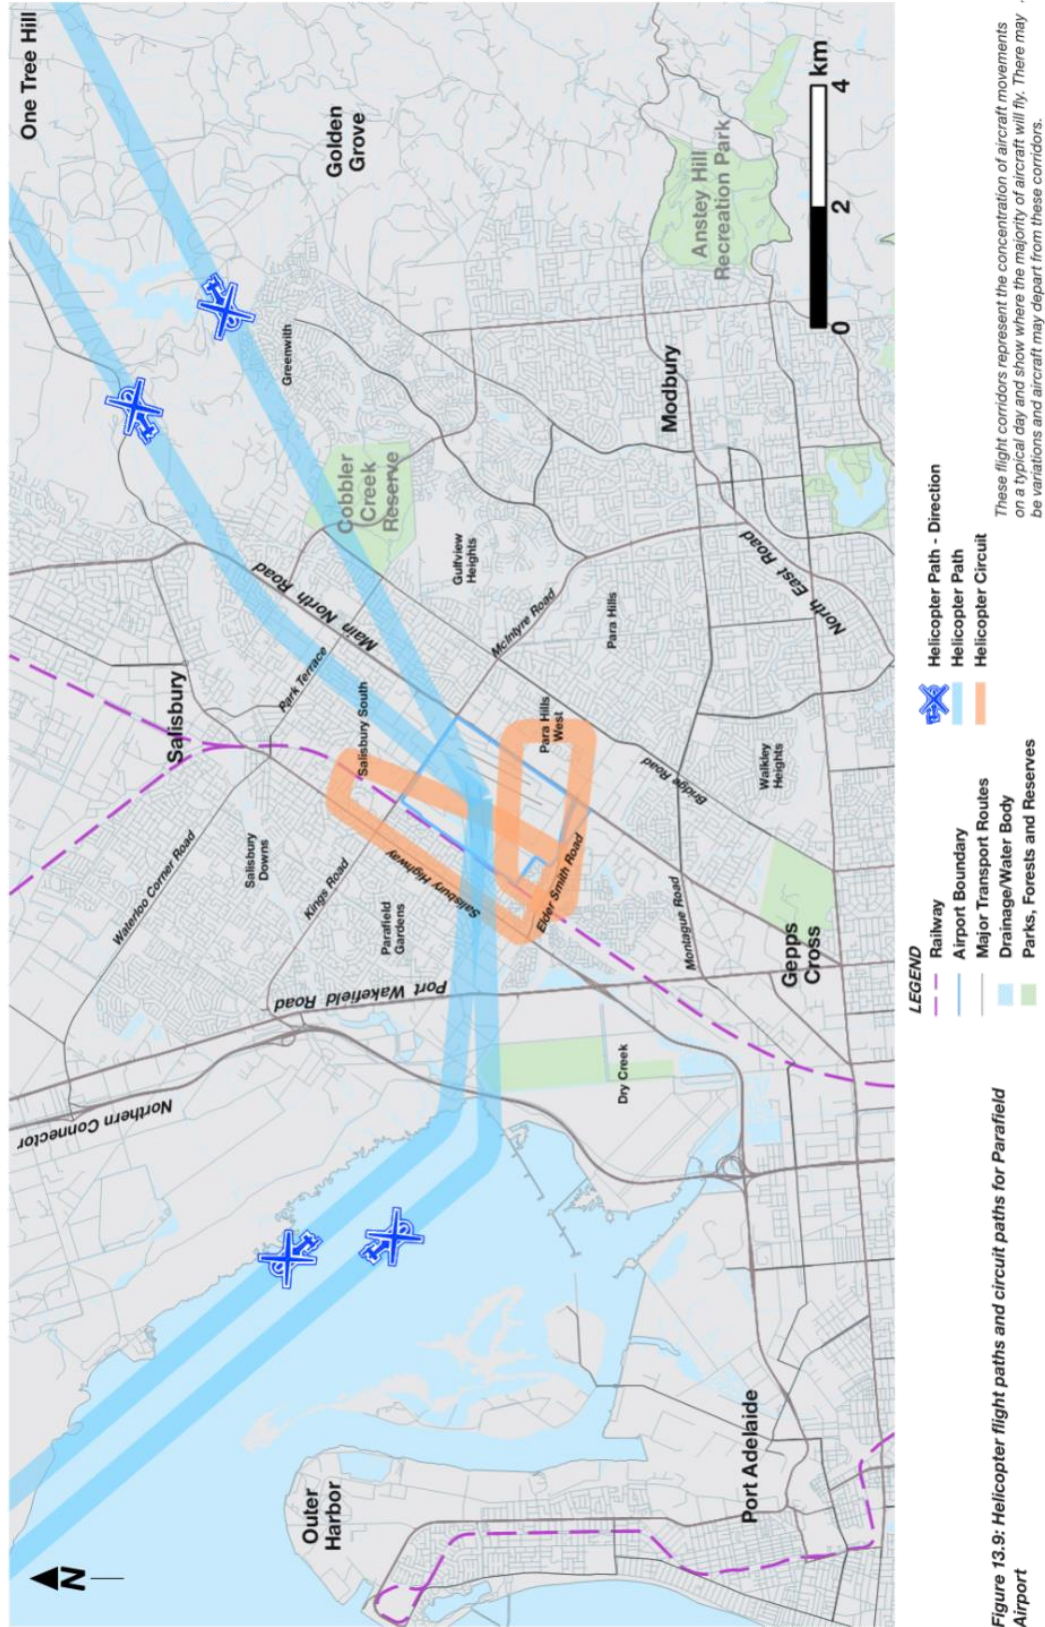 One Tree Hill
N
Northern Connector
Waterloo Corner Road
Salisbury
Salisbury
Downs
Kings Road
Park Terrace
Main North Road
Greenwith
Golden
Grove
Outer
Harbor
Port Wakefield Road
Parafield
Gardens
Salisbury Highway
Salisbury South
Cobbler
Creek
Reserve
Gulfview
Heights
McIntyre Road
Elder Smith Road
Para Hills
West
Para Hills
Dry Creek
Montague Road
Bridge Road
Modbury
Anstey Hill
Recreation Park
Port Adelaide
Gepps
Cross
Walkley
Heights
North East Road
0 2 4 km
LEGEND
Railway
Airport Boundary
Major Transport Routes
Drainage/Water Body
Parks, Forests and Reserves
Helicopter Path - Direction
Helicopter Path
Helicopter Circuit
Figure 13.9: Helicopter flight paths and circuit paths for Parafield
Airport
These flight corridors represent the concentration of aircraft movements
on a typical day and show where the majority of aircraft will fly. There may
be variations and aircraft may depart from these corridors.